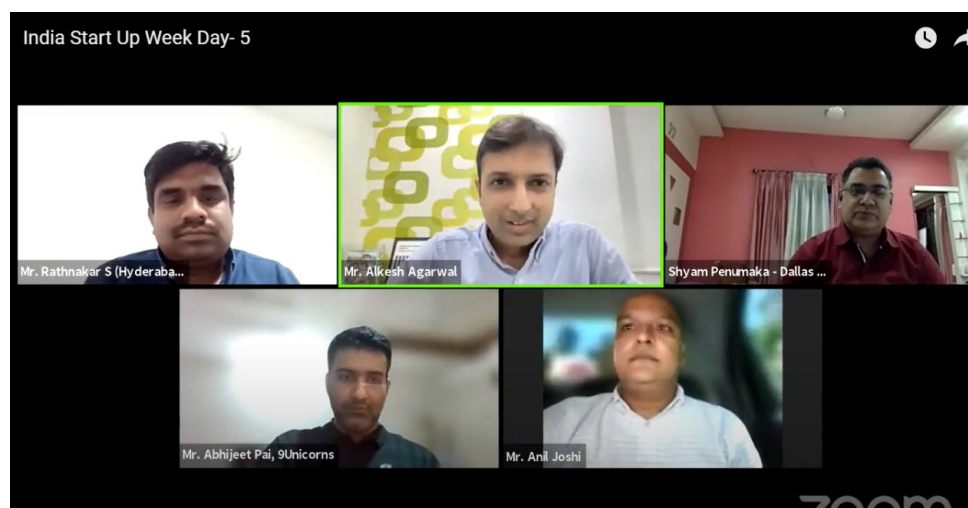 India Start Up Week Day- 5
Mr. Rathnakar S (Hyderaba...
Mr. Alkesh Agarwal
Shyam Penumaka - Dallas ...
Mr. Abhijeet Pai, 9Unicorns
Mr. Anil Joshi
zoom